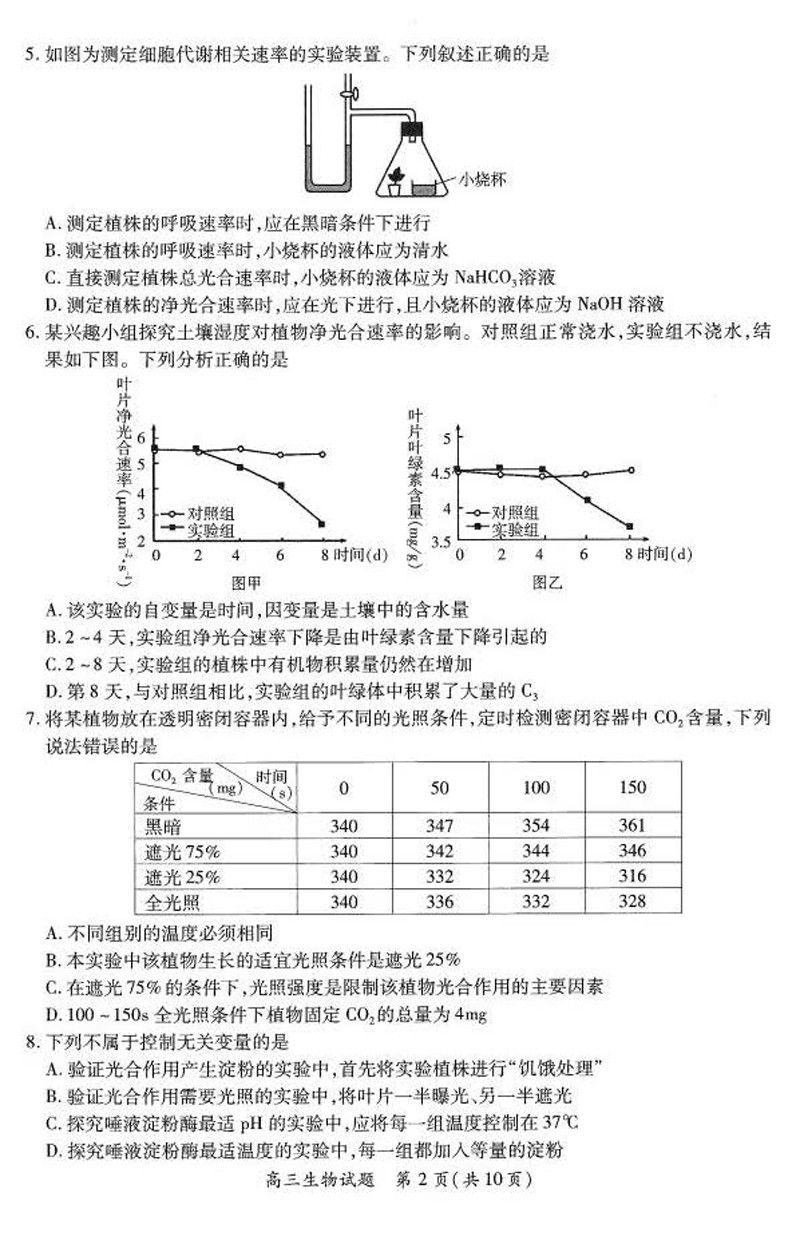 5. 如图为测定细胞代谢相关速率的实验装置。下列叙述正确的是
小烧杯
A. 测定植株的呼吸速率时,应在黑暗条件下进行
B. 测定植株的呼吸速率时,小烧杯的液体应为清水
C. 直接测定植株总光合速率时,小烧杯的液体应为 NaHCO₃溶液
D. 测定植株的净光合速率时,应在光下进行,且小烧杯的液体应为 NaOH 溶液
6. 某兴趣小组探究土壤湿度对植物净光合速率的影响。对照组正常浇水,实验组不浇水,结
果如下图。下列分析正确的是
叶片净光合速率(μmol·m⁻²·s⁻¹)
6
5
4
3
2
对照组
实验组
0 2 4 6 8 时间(d)
图甲
叶片叶绿素含量(mg/g)
5
4.5
4
3.5
对照组
实验组
0 2 4 6 8 时间(d)
图乙
A. 该实验的自变量是时间,因变量是土壤中的含水量
B. 2~4 天,实验组净光合速率下降是由叶绿素含量下降引起的
C. 2~8 天,实验组的植株中有机物积累量仍然在增加
D. 第 8 天,与对照组相比,实验组的叶绿体中积累了大量的 C₃
7. 将某植物放在透明密闭容器内,给予不同的光照条件,定时检测密闭容器中 CO₂含量,下列
说法错误的是
CO₂ 含量(mg) 时间(s) 条件 0 50 100 150
黑暗 340 347 354 361
遮光 75% 340 342 344 346
遮光 25% 340 332 324 316
全光照 340 336 332 328
A. 不同组别的温度必须相同
B. 本实验中该植物生长的适宜光照条件是遮光 25%
C. 在遮光 75% 的条件下,光照强度是限制该植物光合作用的主要因素
D. 100~150s 全光照条件下植物固定 CO₂的总量为 4mg
8. 下列不属于控制无关变量的是
A. 验证光合作用产生淀粉的实验中,首先将实验植株进行“饥饿处理”
B. 验证光合作用需要光照的实验中,将叶片一半曝光、另一半遮光
C. 探究唾液淀粉酶最适 pH 的实验中,应将每一组温度控制在 37℃
D. 探究唾液淀粉酶最适温度的实验中,每一组都加入等量的淀粉
高三生物试题 第 2 页(共 10 页)